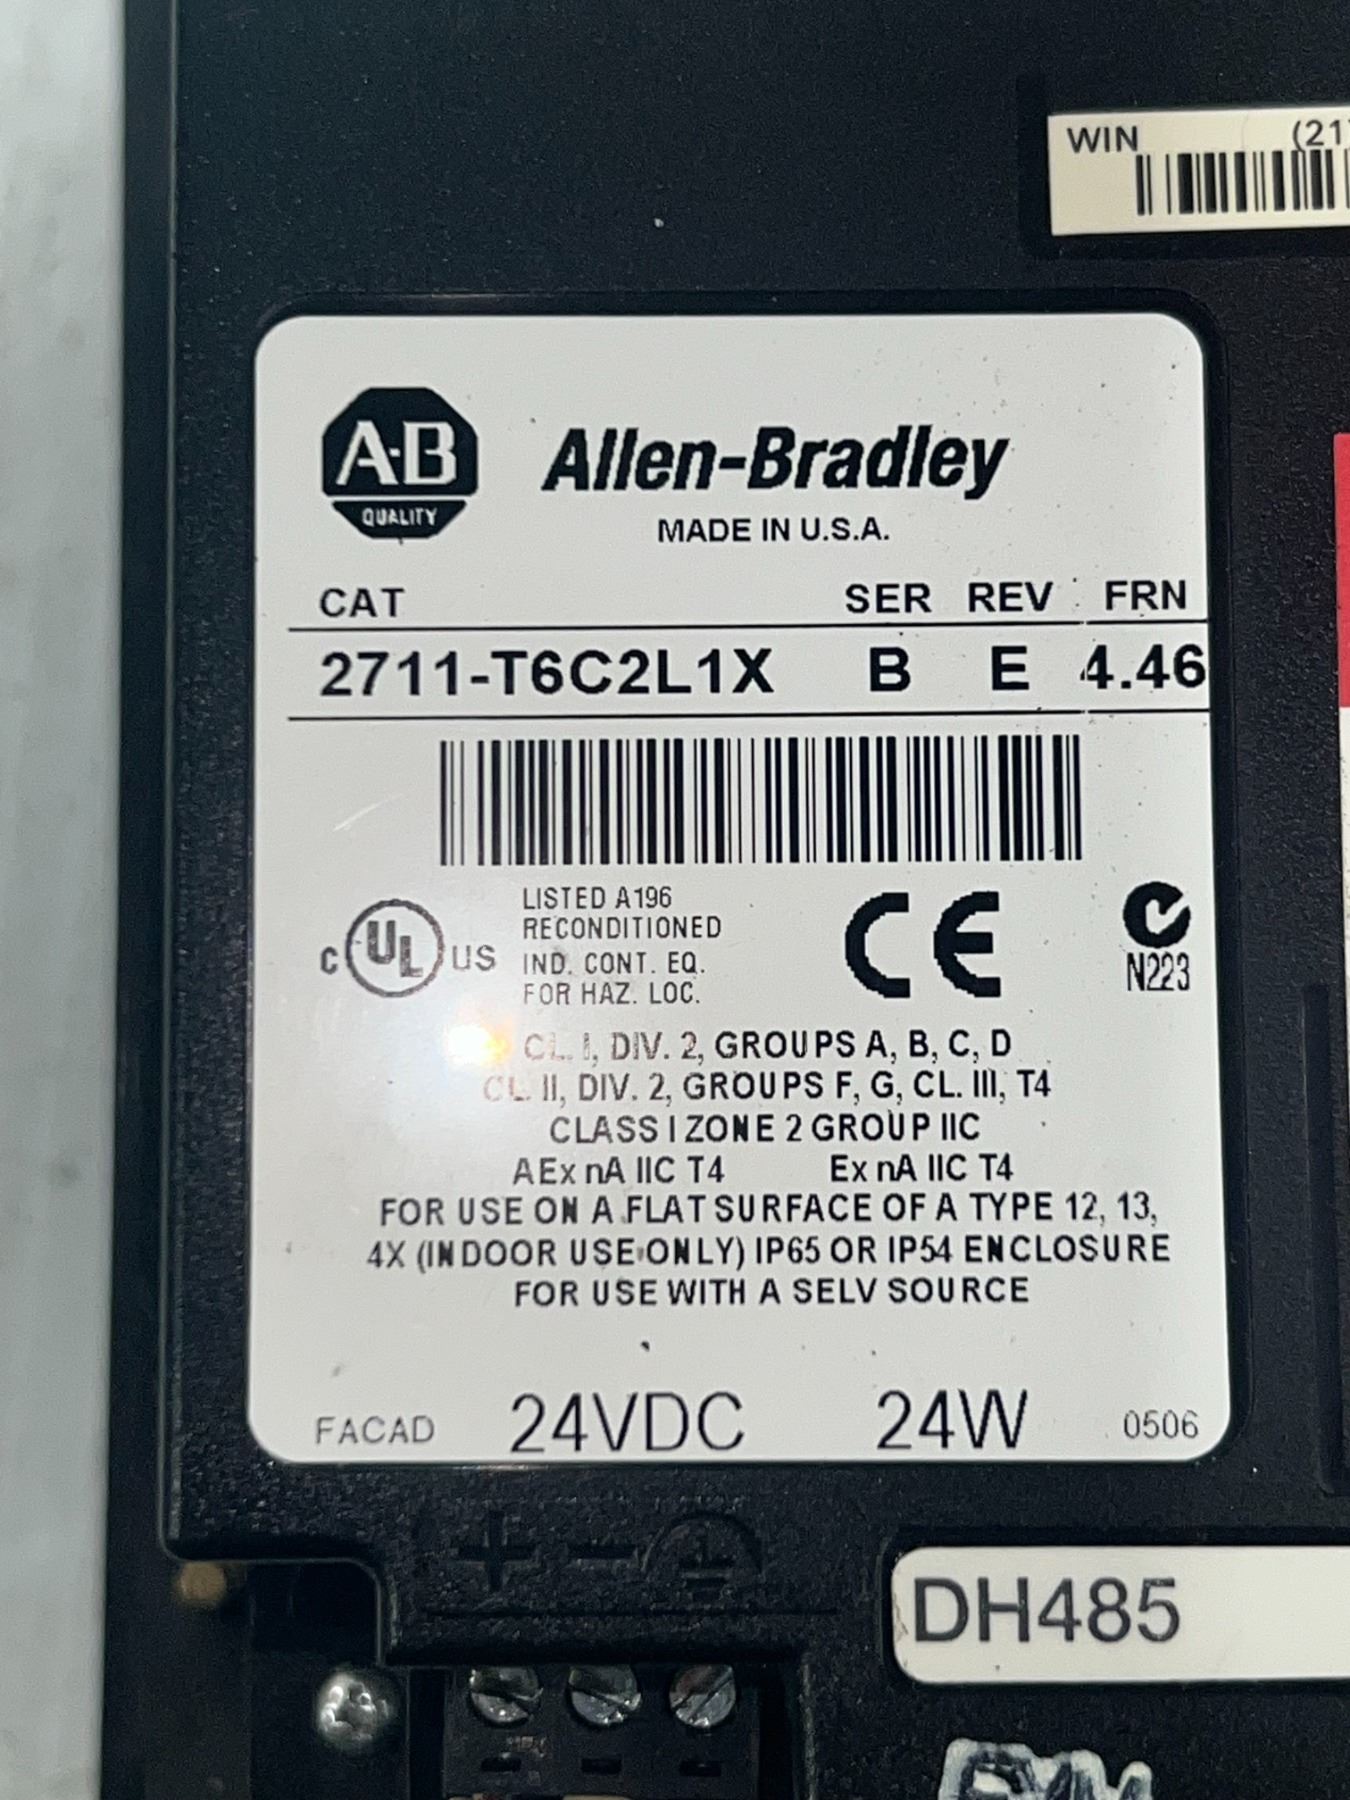 WIN (21
A-B
QUALITY
Allen-Bradley
MADE IN U.S.A.
CAT SER REV FRN
2711-T6C2L1X B E 4.46
C UL US
LISTED A196
RECONDITIONED
IND. CONT. EQ.
FOR HAZ. LOC.
CE
N223
CL. I, DIV. 2, GROUPS A, B, C, D
CL. II, DIV. 2, GROUPS F, G, CL. III, T4
CLASS I ZONE 2 GROUP IIC
AEx nA IIC T4 Ex nA IIC T4
FOR USE ON A FLAT SURFACE OF A TYPE 12, 13,
4X (INDOOR USE ONLY) IP65 OR IP54 ENCLOSURE
FOR USE WITH A SELV SOURCE
FACAD 24VDC 24W 0506
+ -
DH485